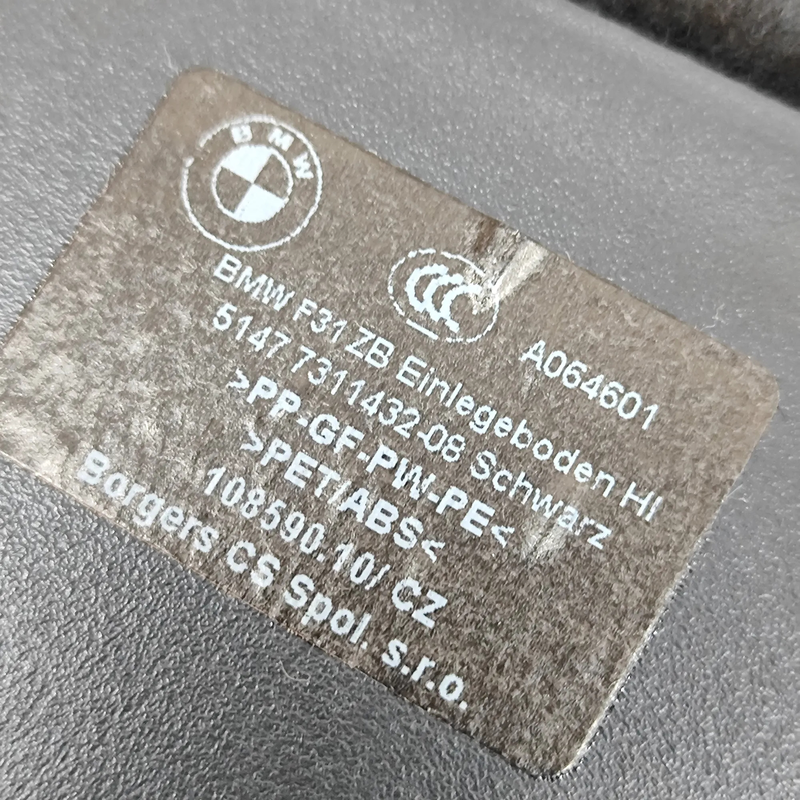 BMW
CCC
A064601
BMW F31 ZB Einlegeboden HI
5147 7311432-08 Schwarz
>PP-GF-PW-PE<
>PET/ABS<
108590.10/ CZ
Borgers CS Spol. s.r.o.